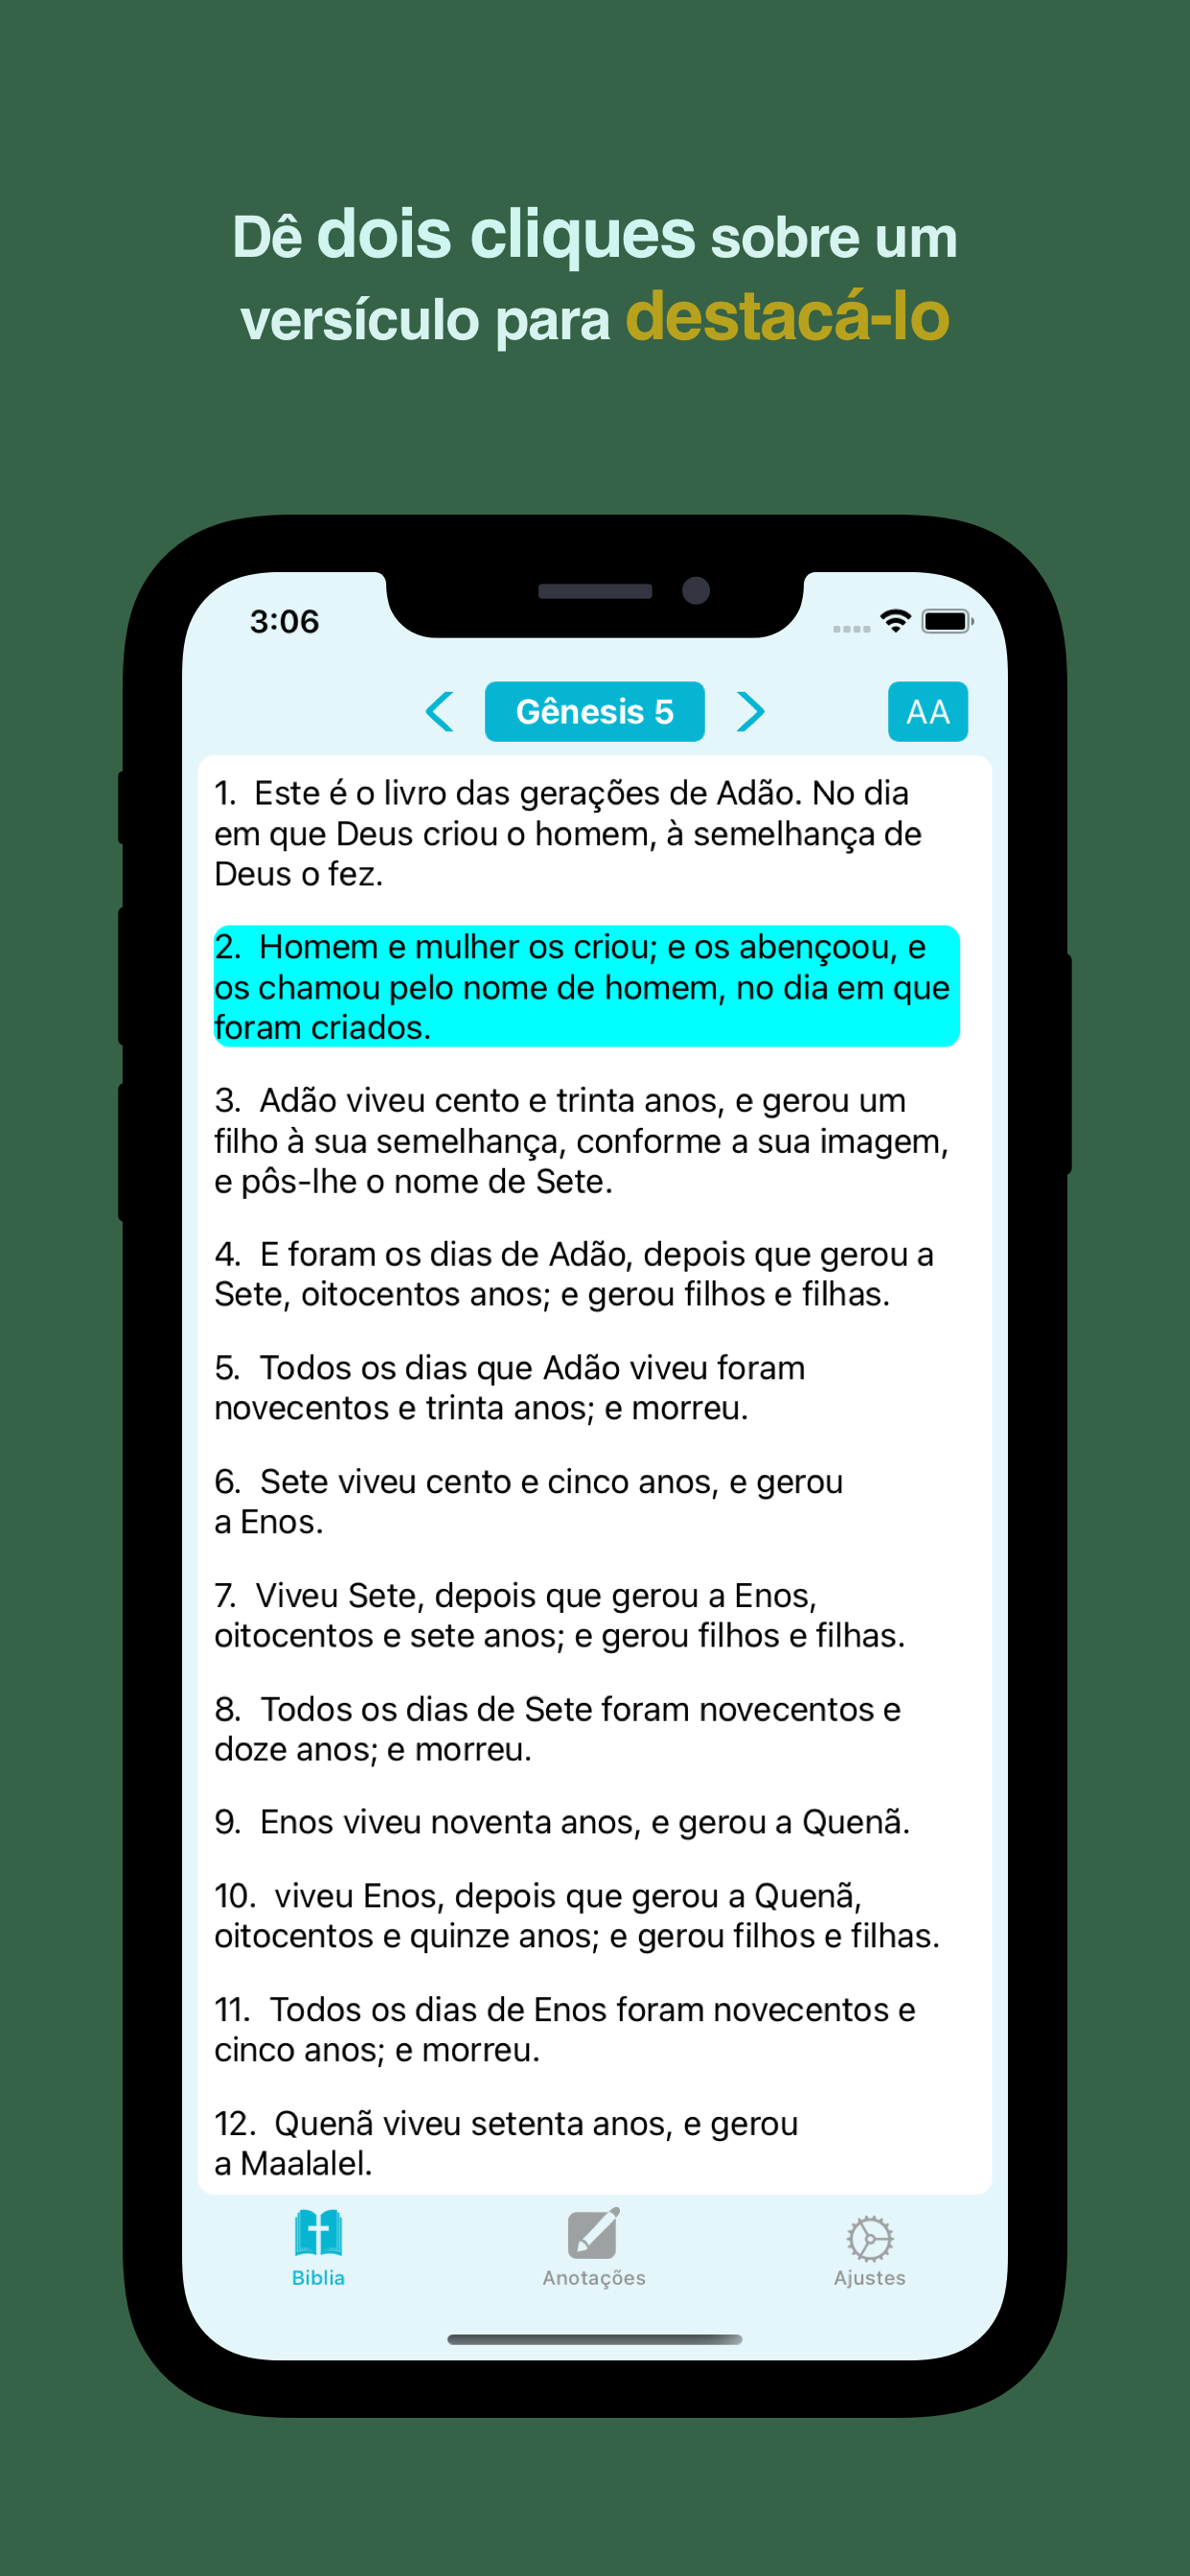 Dê dois cliques sobre um
versículo para destacá-lo
3:06
Gênesis 5
AA
1. Este é o livro das gerações de Adão. No dia
em que Deus criou o homem, à semelhança de
Deus o fez.
2. Homem e mulher os criou; e os abençoou, e
os chamou pelo nome de homem, no dia em que
foram criados.
3. Adão viveu cento e trinta anos, e gerou um
filho à sua semelhança, conforme a sua imagem,
e pôs-lhe o nome de Sete.
4. E foram os dias de Adão, depois que gerou a
Sete, oitocentos anos; e gerou filhos e filhas.
5. Todos os dias que Adão viveu foram
novecentos e trinta anos; e morreu.
6. Sete viveu cento e cinco anos, e gerou
a Enos.
7. Viveu Sete, depois que gerou a Enos,
oitocentos e sete anos; e gerou filhos e filhas.
8. Todos os dias de Sete foram novecentos e
doze anos; e morreu.
9. Enos viveu noventa anos, e gerou a Quenã.
10. viveu Enos, depois que gerou a Quenã,
oitocentos e quinze anos; e gerou filhos e filhas.
11. Todos os dias de Enos foram novecentos e
cinco anos; e morreu.
12. Quenã viveu setenta anos, e gerou
a Maalalel.
Biblia
Anotações
Ajustes